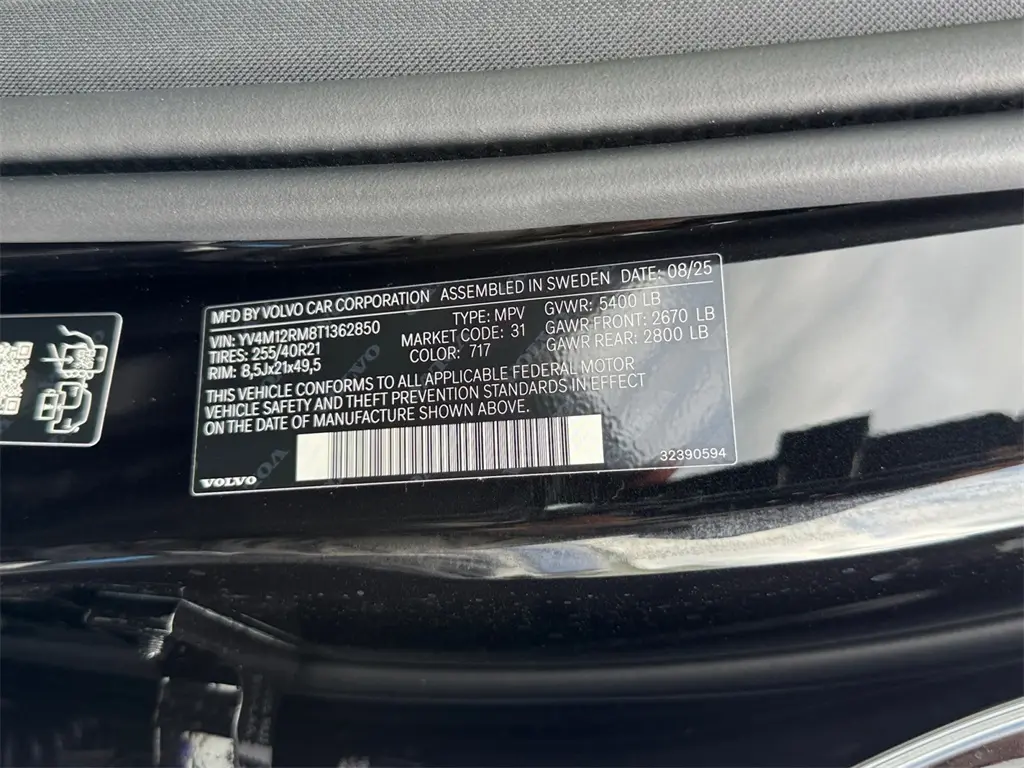 MFD BY VOLVO CAR CORPORATION ASSEMBLED IN SWEDEN DATE: 08/25
VIN: YV4M12RM8T1362850 TYPE: MPV GVWR: 5400 LB
TIRES: 255/40R21 MARKET CODE: 31 GAWR FRONT: 2670 LB
RIM: 8,5Jx21x49,5 COLOR: 717 GAWR REAR: 2800 LB
THIS VEHICLE CONFORMS TO ALL APPLICABLE FEDERAL MOTOR
VEHICLE SAFETY AND THEFT PREVENTION STANDARDS IN EFFECT
ON THE DATE OF MANUFACTURE SHOWN ABOVE.
VOLVO 32390594